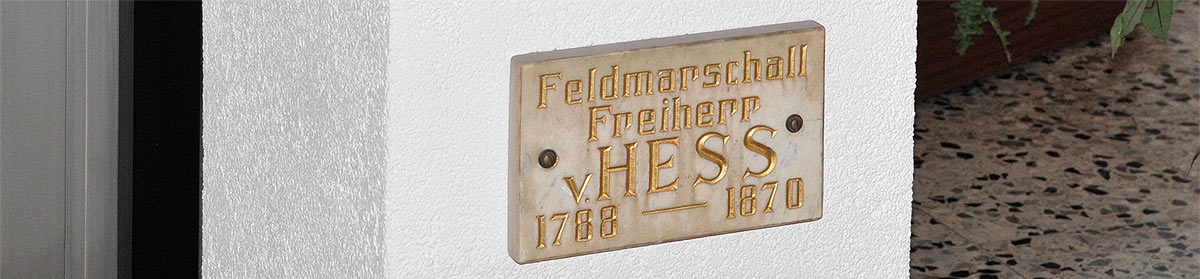 Feldmarschall
Freiherr
v. HESS
1788 — 1870